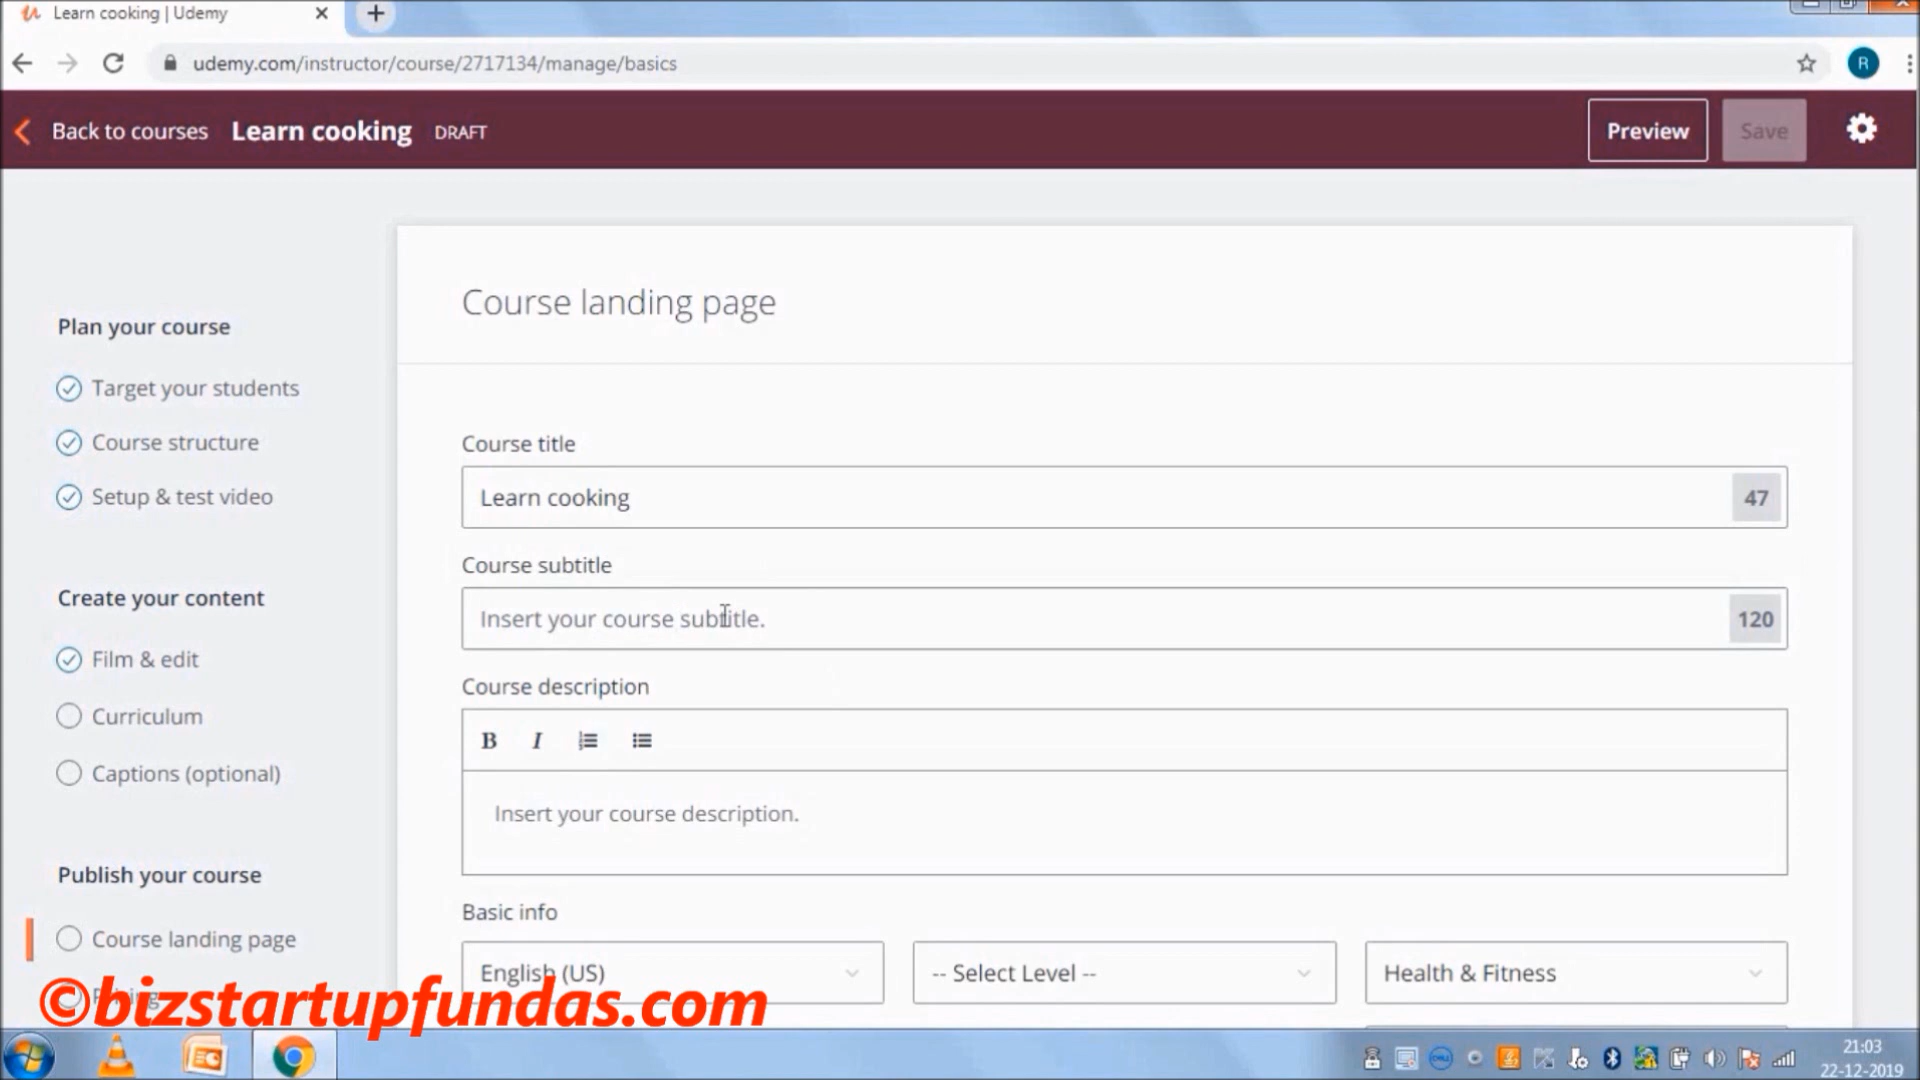 Learn cooking | Udemy
udemy.com/instructor/course/2717134/manage/basics
R
Back to courses Learn cooking DRAFT Preview Save
Plan your course
Target your students
Course structure
Setup & test video
Create your content
Film & edit
Curriculum
Captions (optional)
Publish your course
Course landing page
Course landing page
Course title
Learn cooking 47
Course subtitle
Insert your course subtitle. 120
Course description
B I
Insert your course description.
Basic info
English (US) -- Select Level -- Health & Fitness
©bizstartupfundas.com
21:03
22-12-2019